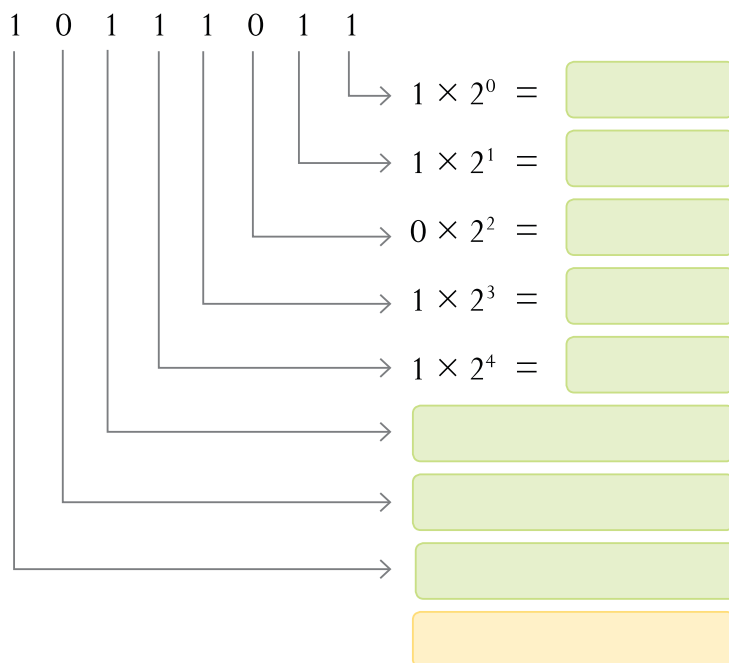 1 0 1 1 1 0 1 1
1 × 2⁰ =
1 × 2¹ =
0 × 2² =
1 × 2³ =
1 × 2⁴ =